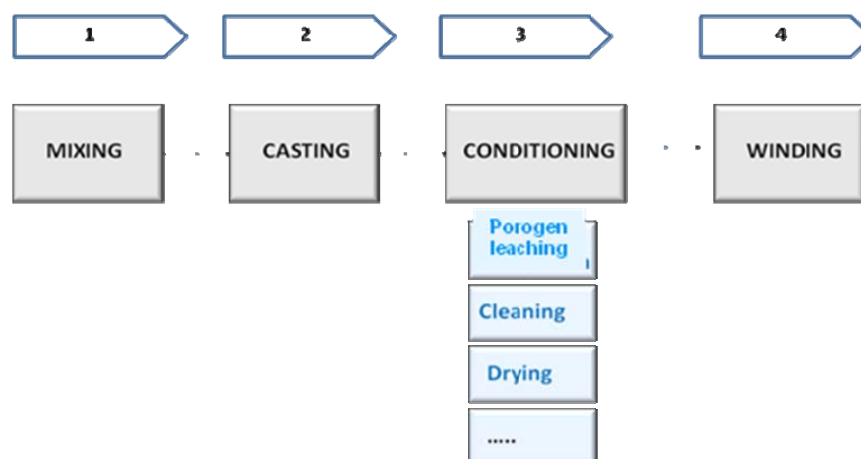 1
2
3
4
MIXING
CASTING
CONDITIONING
WINDING
Porogen
leaching
Cleaning
Drying
.....